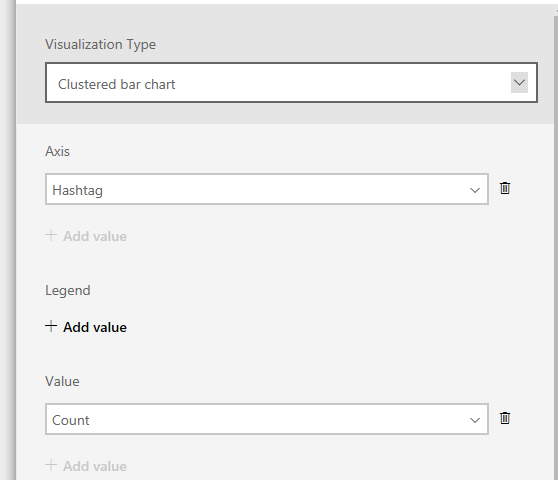 Visualization Type
Clustered bar chart
Axis
Hashtag
+ Add value
Legend
+ Add value
Value
Count
+ Add value